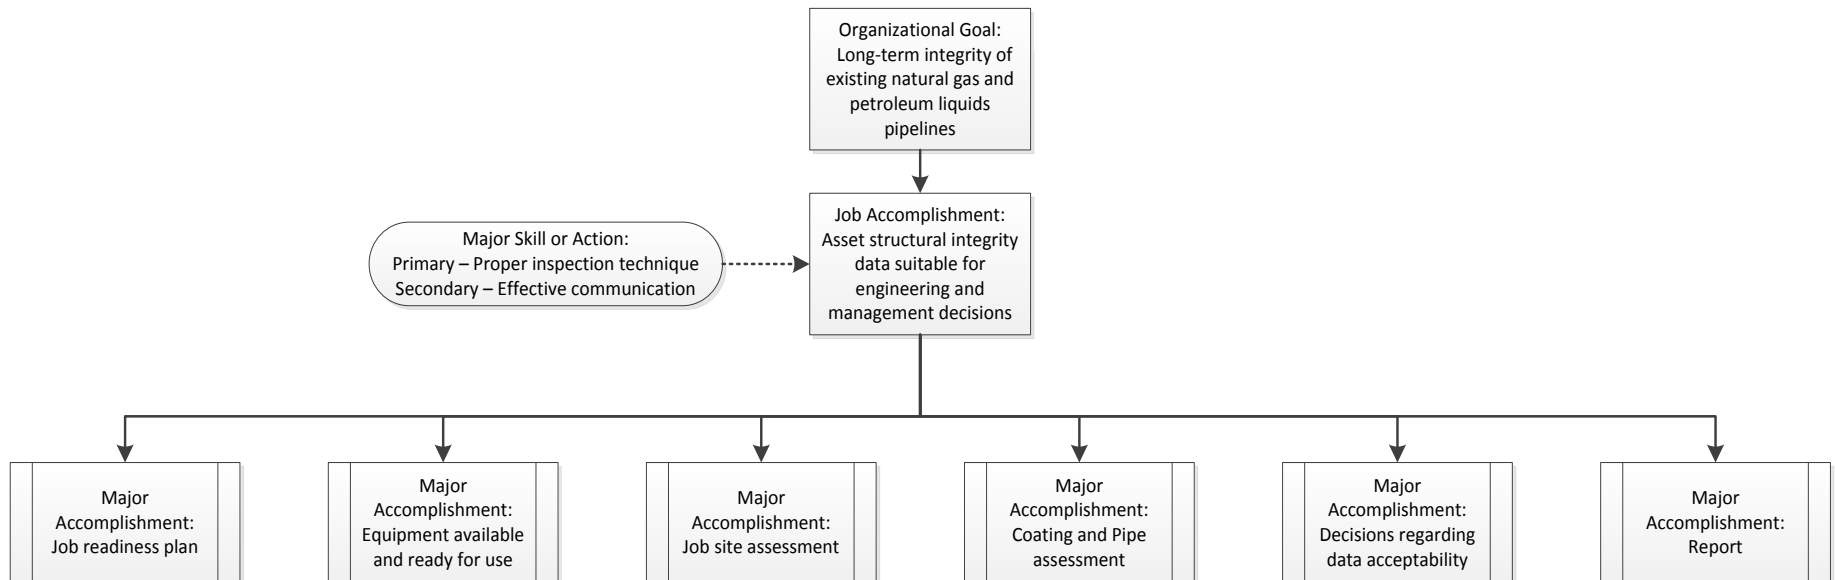 Organizational Goal:
Long-term integrity of
existing natural gas and
petroleum liquids
pipelines
Major Skill or Action:
Primary – Proper inspection technique
Secondary – Effective communication
Job Accomplishment:
Asset structural integrity
data suitable for
engineering and
management decisions
Major
Accomplishment:
Job readiness plan
Major
Accomplishment:
Equipment available
and ready for use
Major
Accomplishment:
Job site assessment
Major
Accomplishment:
Coating and Pipe
assessment
Major
Accomplishment:
Decisions regarding
data acceptability
Major
Accomplishment:
Report